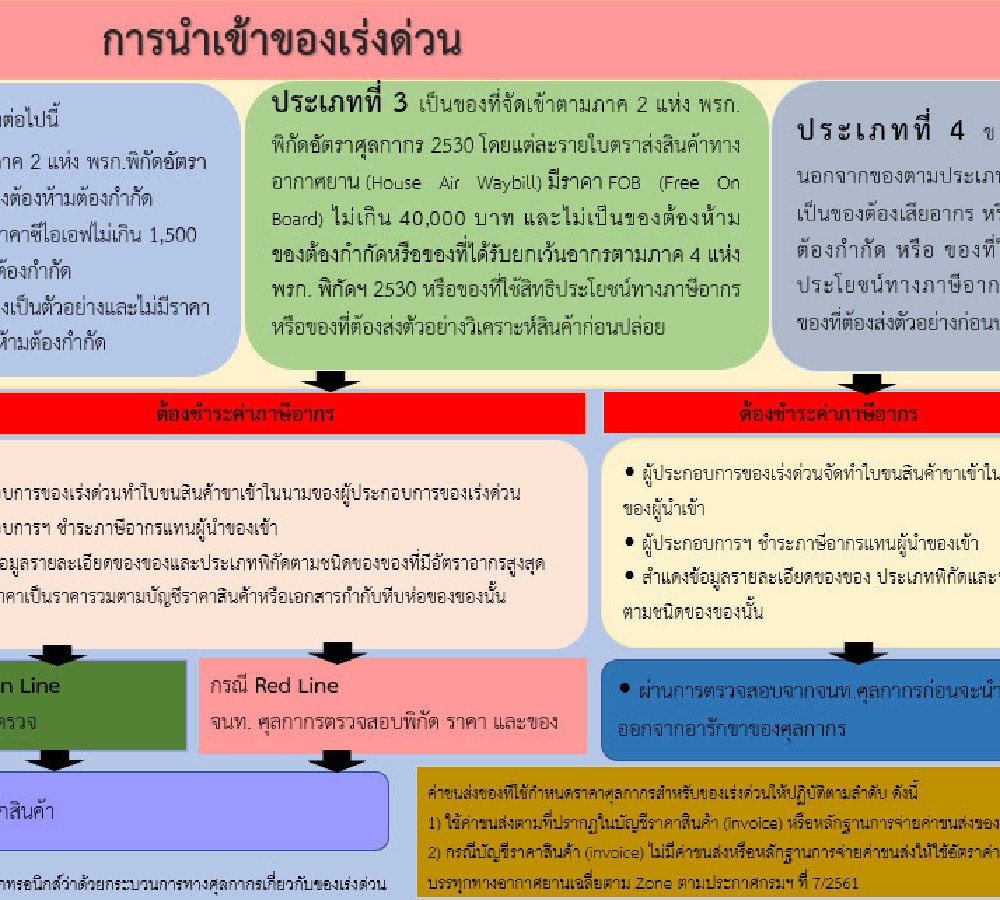 การนำเข้าของเร่งด่วน
ต่อไปนี้
ภาค 2 แห่ง พรก.พิกัดอัตรา
งต้องห้ามต้องกำกัด
ราคาซีไอเอฟไม่เกิน 1,500
ต้องกำกัด
งเป็นตัวอย่างและไม่มีราคา
ห้ามต้องกำกัด
ประเภทที่ 3 เป็นของที่จัดเข้าตามภาค 2 แห่ง พรก.
พิกัดอัตราศุลกากร 2530 โดยแต่ละรายใบตราส่งสินค้าทาง
อากาศยาน (House Air Waybill) มีราคา FOB (Free On
Board) ไม่เกิน 40,000 บาท และไม่เป็นของต้องห้าม
ของต้องกำกัดหรือของที่ได้รับยกเว้นอากรตามภาค 4 แห่ง
พรก. พิกัดฯ 2530 หรือของที่ใช้สิทธิประโยชน์ทางภาษีอากร
หรือของที่ต้องส่งตัวอย่างวิเคราะห์สินค้าก่อนปล่อย
ประเภทที่ 4 ข
นอกจากของตามประเภท
เป็นของต้องเสียอากร หรื
ต้องกำกัด หรือ ของที่
ประโยชน์ทางภาษีอาก
ของที่ต้องส่งตัวอย่างก่อน
ต้องชำระค่าภาษีอากร
ต้องชำระค่าภาษีอากร
อบการของเร่งด่วนทำใบขนสินค้าขาเข้าในนามของผู้ประกอบการของเร่งด่วน
บการฯ ชำระภาษีอากรแทนผู้นำของเข้า
อมูลรายละเอียดของของและประเภทพิกัดตามชนิดของของที่มีอัตราอากรสูงสุด
าคาเป็นราคารวมตามบัญชีราคาสินค้าหรือเอกสารกำกับหีบห่อของของนั้น
• ผู้ประกอบการของเร่งด่วนจัดทำใบขนสินค้าขาเข้าใน
ของผู้นำเข้า
• ผู้ประกอบการฯ ชำระภาษีอากรแทนผู้นำของเข้า
• สำแดงข้อมูลรายละเอียดของของ ประเภทพิกัดและ
ตามชนิดของของนั้น
n Line
ตรวจ
กรณี Red Line
จนท. ศุลกากรตรวจสอบพิกัด ราคา และของ
• ผ่านการตรวจสอบจากจนท.ศุลกากรก่อนจะนำ
ออกจากอารักขาของศุลกากร
สินค้า
ค่าขนส่งของที่ใช้กำหนดราคาศุลกากรสำหรับของเร่งด่วนให้ปฏิบัติตามลำดับ ดังนี้
1) ใช้ค่าขนส่งตามที่ปรากฏในบัญชีราคาสินค้า (invoice) หรือหลักฐานการจ่ายค่าขนส่งของ
2) กรณีบัญชีราคาสินค้า (invoice) ไม่มีค่าขนส่งหรือหลักฐานการจ่ายค่าขนส่งให้ใช้อัตราค่า
บรรทุกทางอากาศยานเฉลี่ยตาม Zone ตามประกาศกรมฯ ที่ 7/2561
กทรอนิกส์ว่าด้วยกระบวนการทางศุลกากรเกี่ยวกับของเร่งด่วน